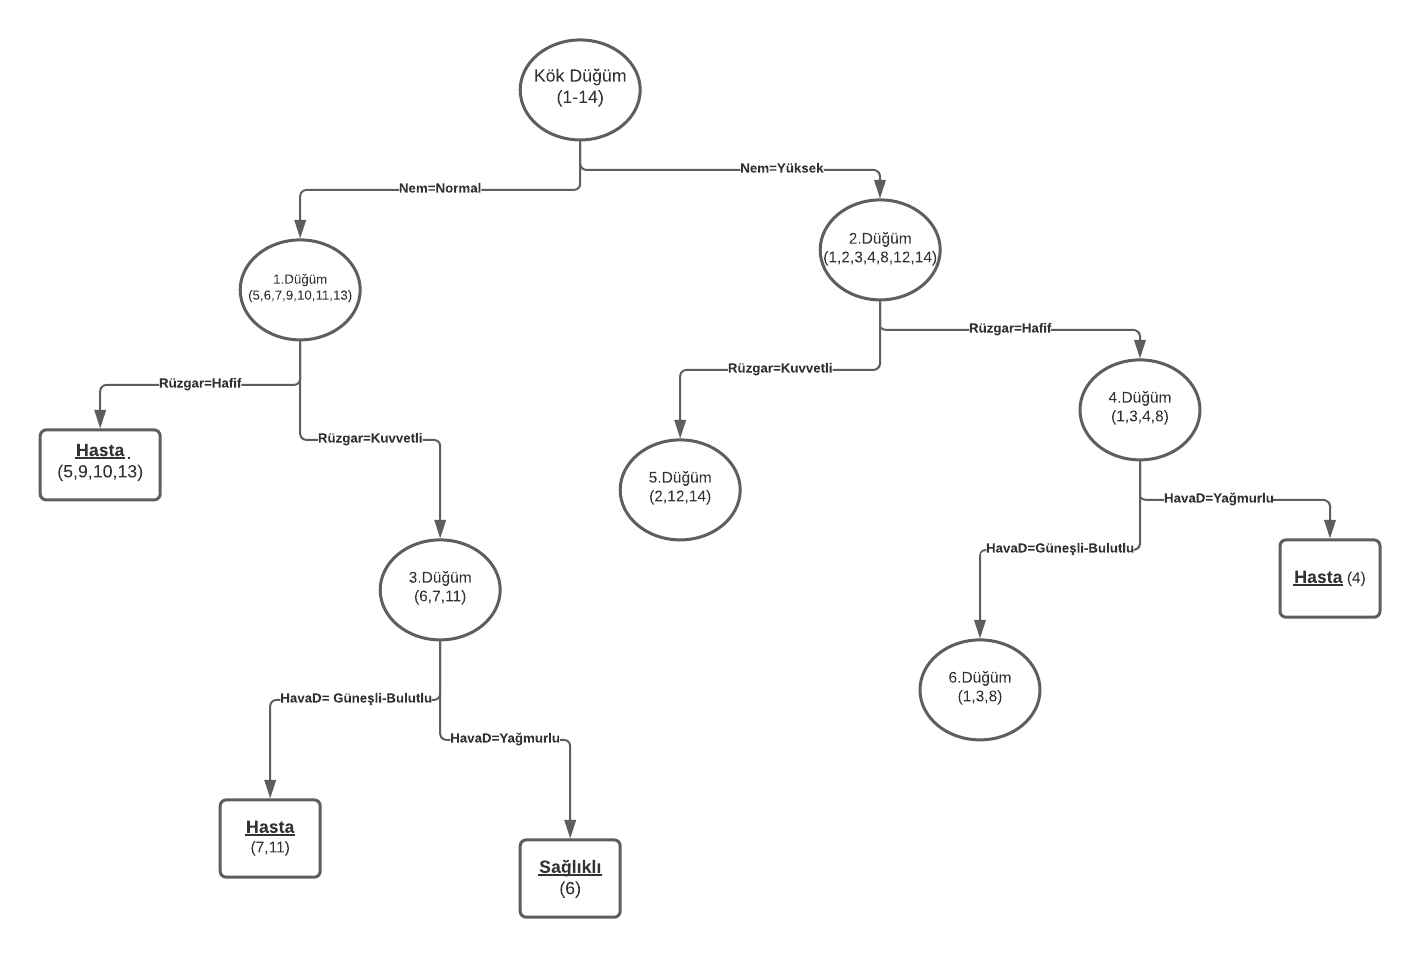 Kök Düğüm
(1-14)
Nem=Yüksek
Nem=Normal
2.Düğüm
(1,2,3,4,8,12,14)
1.Düğüm
(5,6,7,9,10,11,13)
Rüzgar=Hafif
Rüzgar=Kuvvetli
Rüzgar=Hafif
4.Düğüm
(1,3,4,8)
Rüzgar=Kuvvetli
Hasta .
(5,9,10,13)
5.Düğüm
(2,12,14)
HavaD=Yağmurlu
HavaD=Güneşli-Bulutlu
3.Düğüm
(6,7,11)
Hasta (4)
6.Düğüm
(1,3,8)
HavaD= Güneşli-Bulutlu
HavaD=Yağmurlu
Hasta
(7,11)
Sağlıklı
(6)